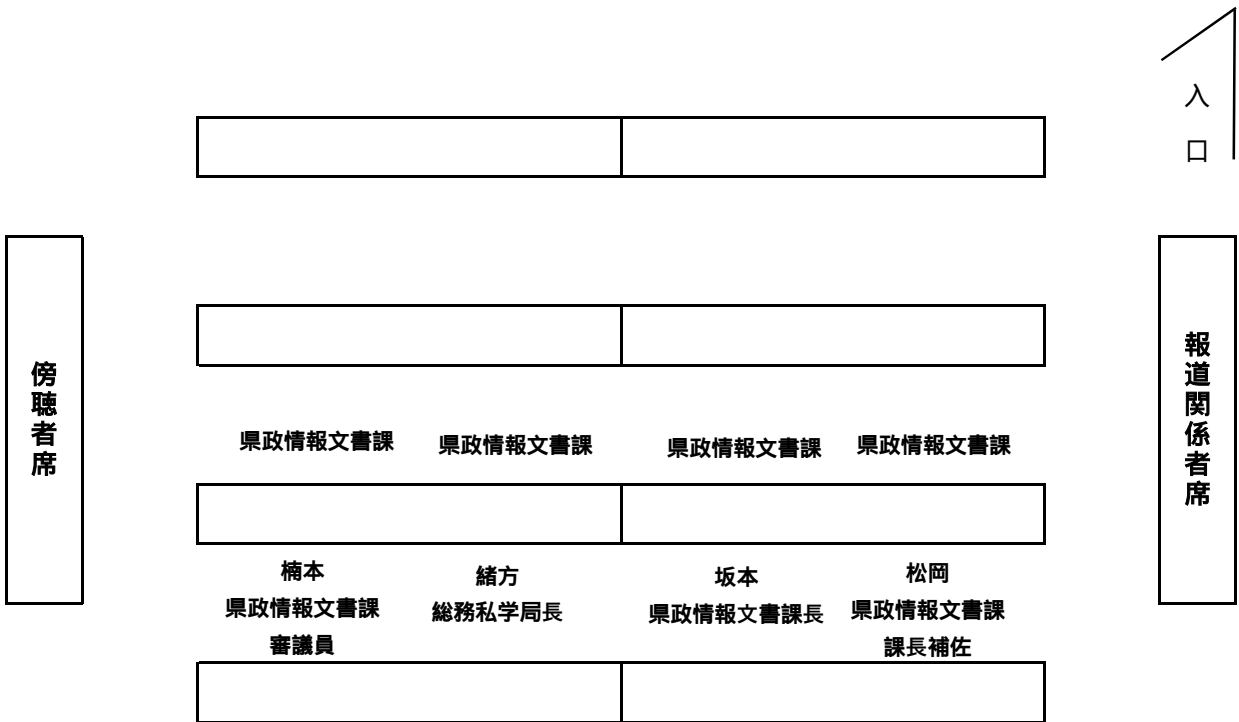 入
口
傍聴者席
報道関係者席
県政情報文書課 県政情報文書課 県政情報文書課 県政情報文書課
楠本 緒方 坂本 松岡
県政情報文書課 総務私学局長 県政情報文書課長 県政情報文書課
審議員 課長補佐